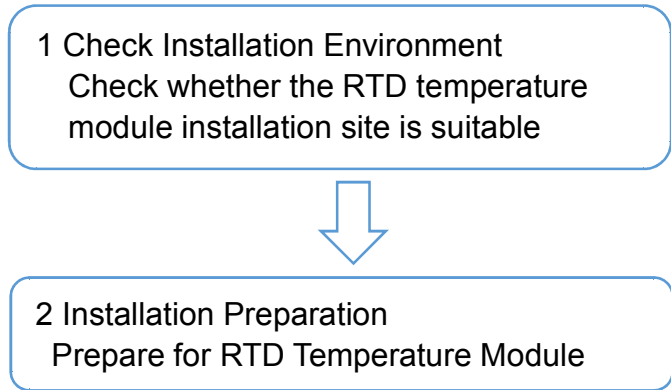 1 Check Installation Environment
Check whether the RTD temperature
module installation site is suitable
2 Installation Preparation
Prepare for RTD Temperature Module